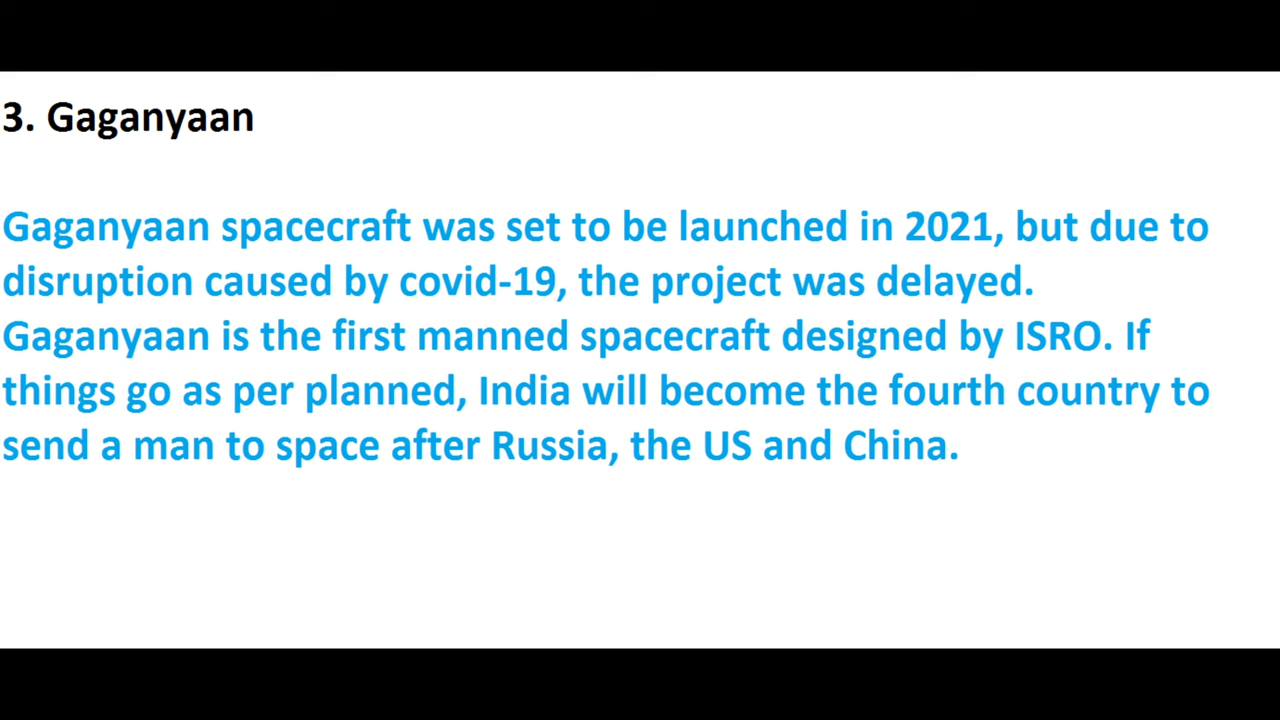 3. Gaganyaan
Gaganyaan spacecraft was set to be launched in 2021, but due to
disruption caused by covid-19, the project was delayed.
Gaganyaan is the first manned spacecraft designed by ISRO. If
things go as per planned, India will become the fourth country to
send a man to space after Russia, the US and China.